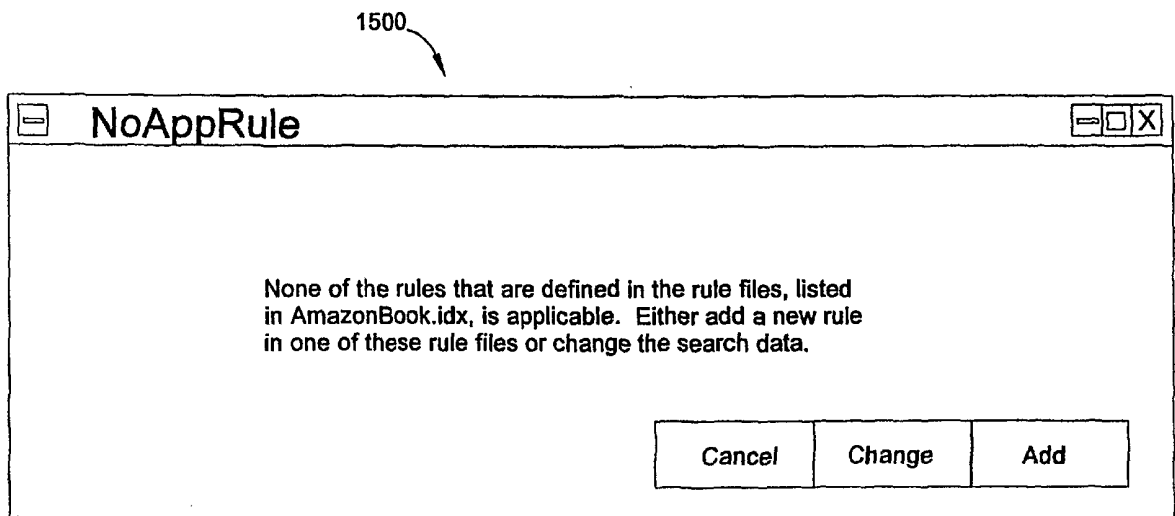 1500
NoAppRule
X
None of the rules that are defined in the rule files, listed
in AmazonBook.idx, is applicable. Either add a new rule
in one of these rule files or change the search data.
Cancel Change Add